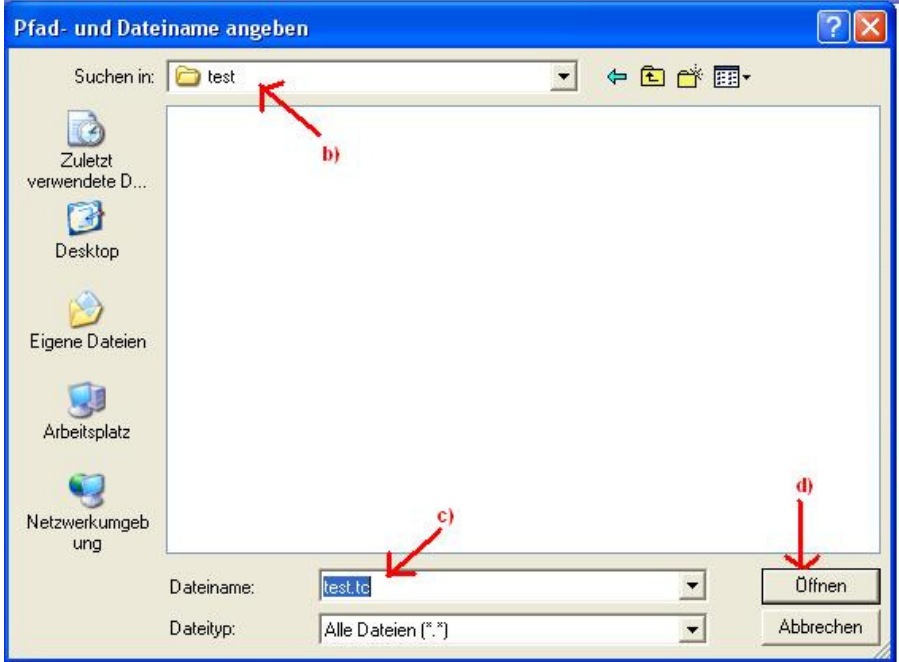 Pfad- und Dateiname angeben
Suchen in: test
b)
Zuletzt
verwendete D...
Desktop
Eigene Dateien
Arbeitsplatz
Netzwerkumgeb
ung
c)
d)
Dateiname: test.tc Öffnen
Dateityp: Alle Dateien (*.*) Abbrechen